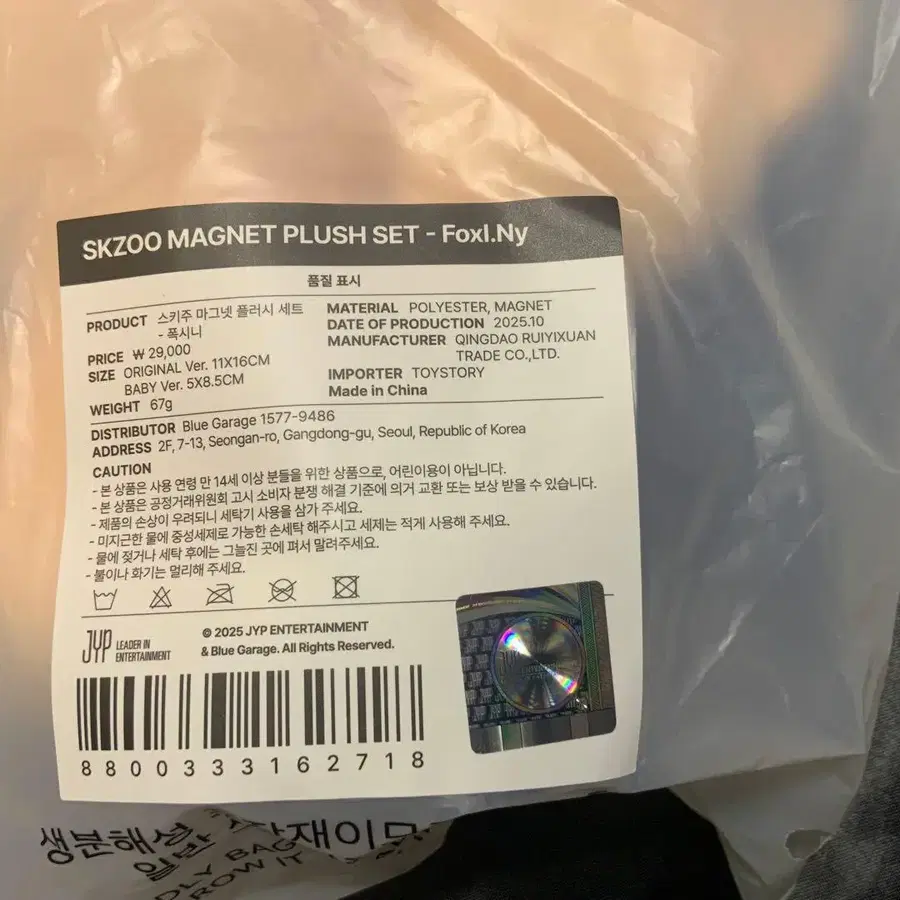 SKZOO MAGNET PLUSH SET - FoxI.Ny
품질 표시
PRODUCT 스키주 마그넷 플러시 세트
- 폭시니
PRICE ₩ 29,000
SIZE ORIGINAL Ver. 11X16CM
BABY Ver. 5X8.5CM
WEIGHT 67g
MATERIAL POLYESTER, MAGNET
DATE OF PRODUCTION 2025.10
MANUFACTURER QINGDAO RUIYIXUAN
TRADE CO.,LTD.
IMPORTER TOYSTORY
Made in China
DISTRIBUTOR Blue Garage 1577-9486
ADDRESS 2F, 7-13, Seongan-ro, Gangdong-gu, Seoul, Republic of Korea
CAUTION
- 본 상품은 사용 연령 만 14세 이상 분들을 위한 상품으로, 어린이용이 아닙니다.
- 본 상품은 공정거래위원회 고시 소비자 분쟁 해결 기준에 의거 교환 또는 보상 받을 수 있습니다.
- 제품의 손상이 우려되니 세탁기 사용을 삼가 주세요.
- 미지근한 물에 중성세제로 가능한 손세탁 해주시고 세제는 적게 사용해 주세요.
- 물에 젖거나 세탁 후에는 그늘진 곳에 펴서 말려주세요.
- 불이나 화기는 멀리해 주세요.
JYP LEADER IN
ENTERTAINMENT
© 2025 JYP ENTERTAINMENT
& Blue Garage. All Rights Reserved.
8800333162718
생분해성
일반
DLY BAG
ROW IT